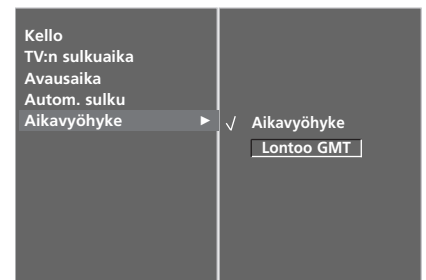 Kello
TV:n sulkuaika
Avausaika
Autom. sulku
Aikavyöhyke ► √ Aikavyöhyke
Lontoo GMT